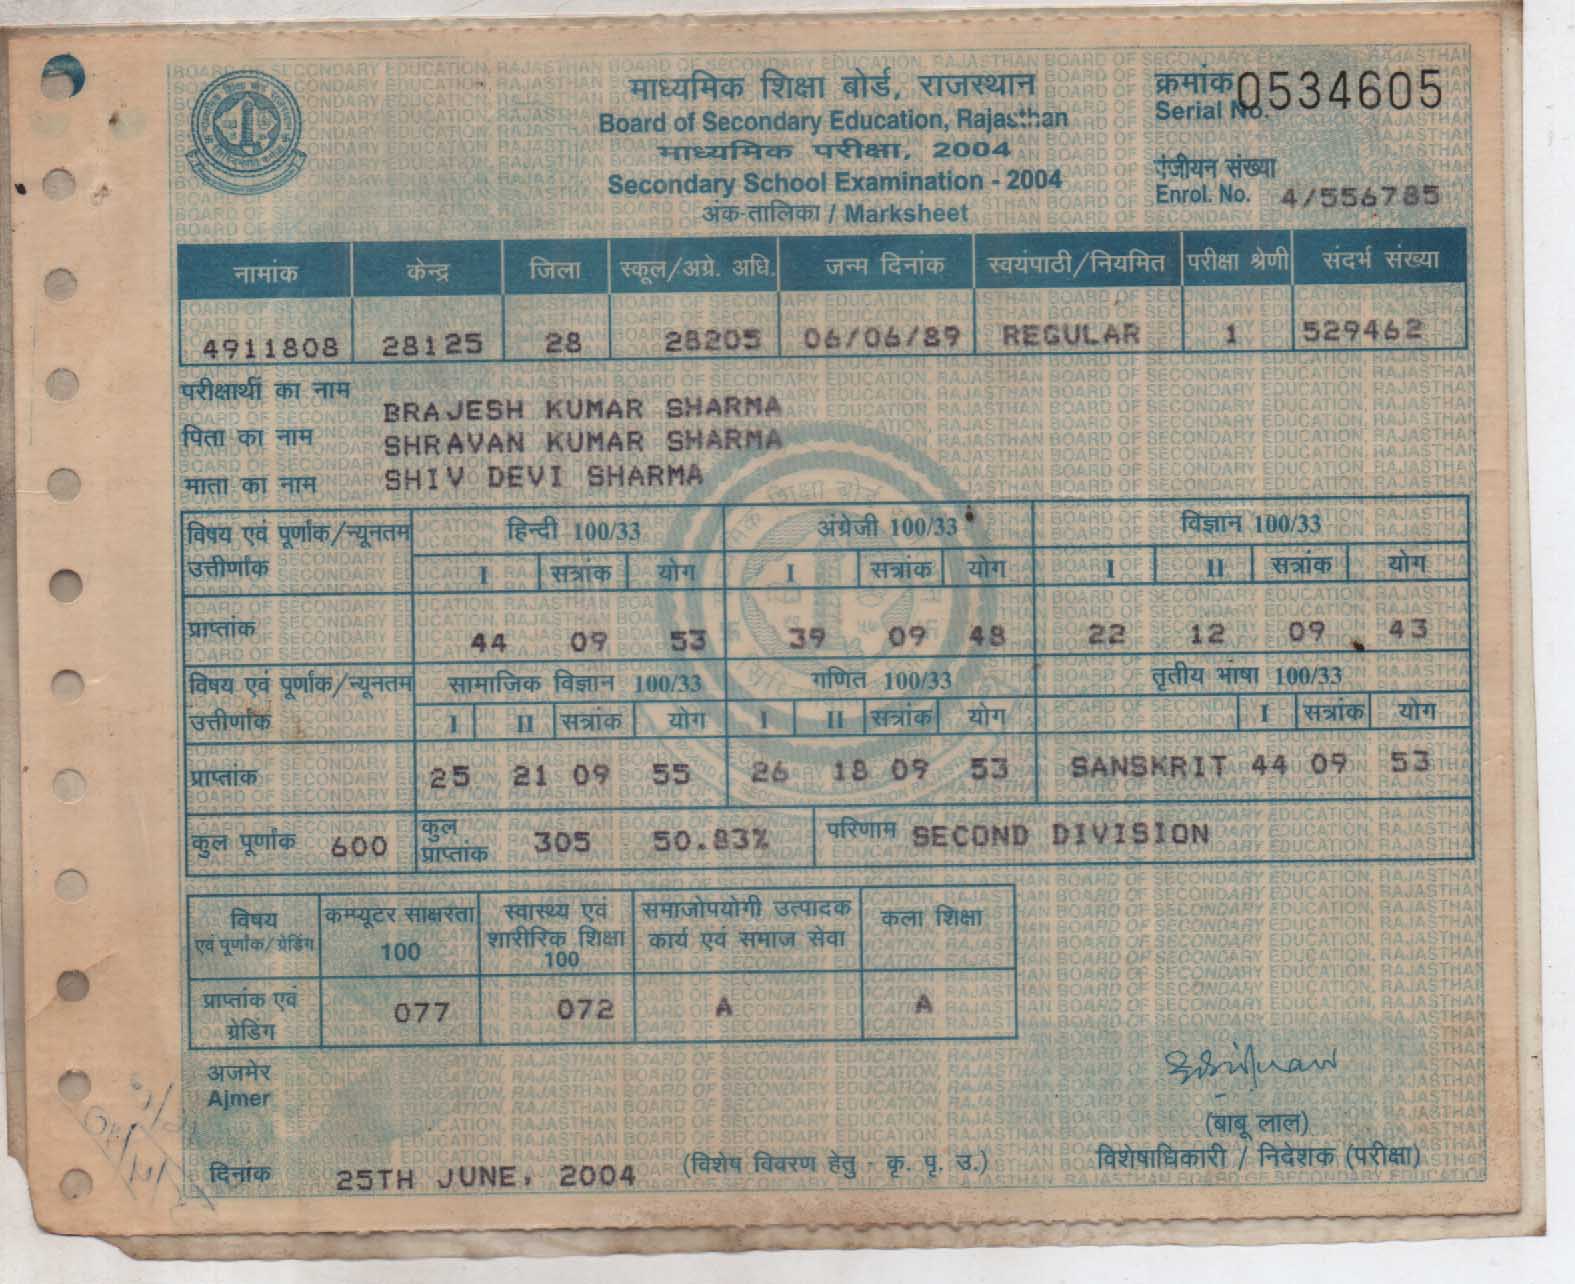 माध्यमिक शिक्षा बोर्ड, राजस्थान
Board of Secondary Education, Rajasthan
माध्यमिक परीक्षा, 2004
Secondary School Examination - 2004
अंक-तालिका / Marksheet
क्रमांक
Serial No. 0534605
पंजीयन संख्या
Enrol. No. 4/556785
नामांक केन्द्र जिला स्कूल/अग्रे. अधि. जन्म दिनांक स्वयंपाठी/नियमित परीक्षा श्रेणी संदर्भ संख्या
4911808 28125 28 28205 06/06/89 REGULAR 1 529462
परीक्षार्थी का नाम BRAJESH KUMAR SHARMA
पिता का नाम SHRAVAN KUMAR SHARMA
माता का नाम SHIV DEVI SHARMA
विषय एवं पूर्णांक/न्यूनतम हिन्दी 100/33 अंग्रेजी 100/33 विज्ञान 100/33
उत्तीर्णांक I सत्रांक योग I सत्रांक योग I II सत्रांक योग
प्राप्तांक 44 09 53 39 09 48 22 12 09 43
विषय एवं पूर्णांक/न्यूनतम सामाजिक विज्ञान 100/33 गणित 100/33 तृतीय भाषा 100/33
उत्तीर्णांक I II सत्रांक योग I II सत्रांक योग I सत्रांक योग
प्राप्तांक 25 21 09 55 26 18 09 53 SANSKRIT 44 09 53
कुल पूर्णांक 600 कुल प्राप्तांक 305 50.83% परिणाम SECOND DIVISION
विषय कम्प्यूटर साक्षरता स्वास्थ्य एवं समाजोपयोगी उत्पादक कला शिक्षा
एवं पूर्णांक/ग्रेडिंग 100 शारीरिक शिक्षा कार्य एवं समाज सेवा
100
प्राप्तांक एवं
ग्रेडिंग 077 072 A A
अजमेर
Ajmer
(बाबू लाल)
दिनांक 25TH JUNE, 2004 (विशेष विवरण हेतु - कृ. पृ. उ.) विशेषाधिकारी / निदेशक (परीक्षा)